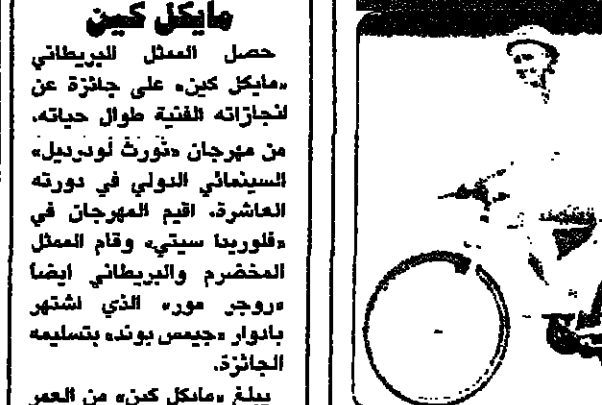 مايكل كين
حصل الممثل البريطاني
«مايكل كين» على جائزة عن
انجازاته الفنية طوال حياته،
من مهرجان «ثورث لودرديل»
السينمائي الدولي في دورته
العاشرة. اقيم المهرجان في
«فلوريدا سيتي» وقام الممثل
المخضرم والبريطاني ايضاً
«روجر مور» الذي اشتهر
بادوار «جيمس بوند» بتسليمه
الجائزة.
يبلغ «مايكل كين» من العمر